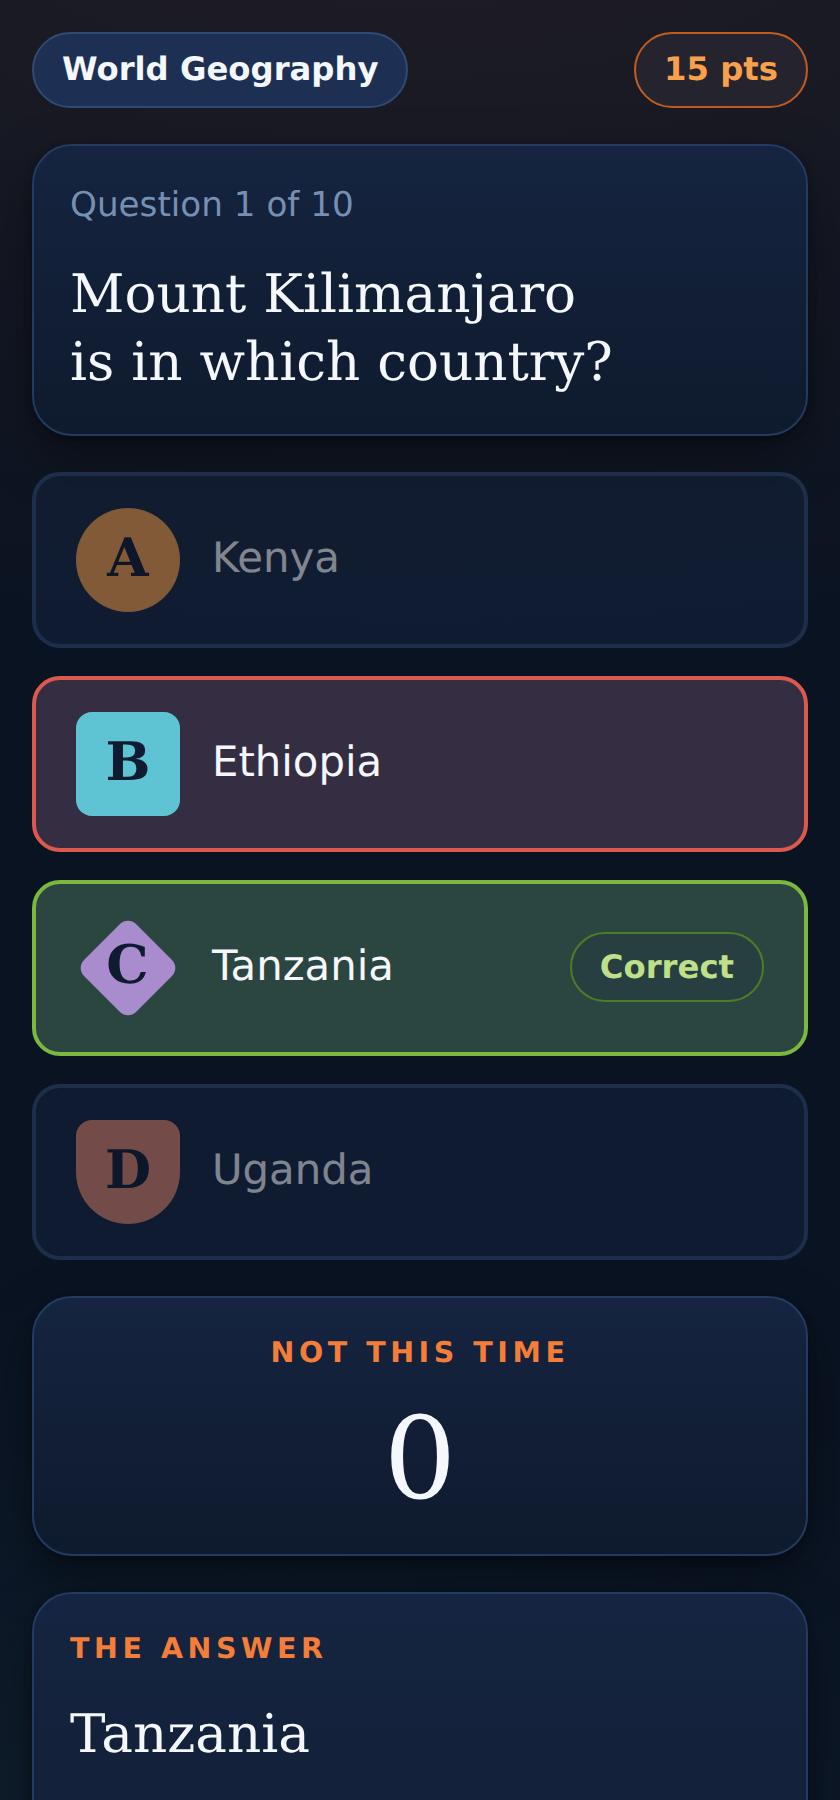 World Geography
15 pts
Question 1 of 10
Mount Kilimanjaro
is in which country?
A Kenya
B Ethiopia
C Tanzania Correct
D Uganda
NOT THIS TIME
0
THE ANSWER
Tanzania